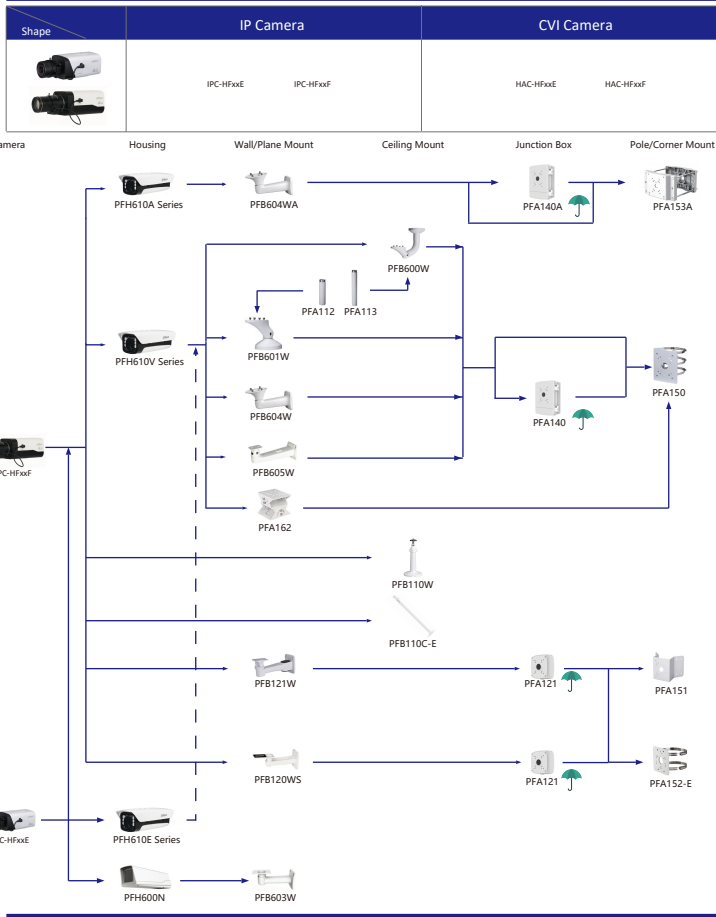 Shape
IP Camera
CVI Camera
IPC-HFxxE
IPC-HFxxF
HAC-HFxxE
HAC-HFxxF
amera
Housing
Wall/Plane Mount
Ceiling Mount
Junction Box
Pole/Corner Mount
PFH610A Series
PFB604WA
PFA140A
PFA153A
PFB600W
PFA112
PFA113
PFH610V Series
PFB601W
PFA150
PFB604W
PFA140
PC-HFxxF
PFB605W
PFA162
PFB110W
PFB110C-E
PFB121W
PFA121
PFA151
PFB120WS
PFA121
PFA152-E
C-HFxxE
PFH610E Series
PFH600N
PFB603W